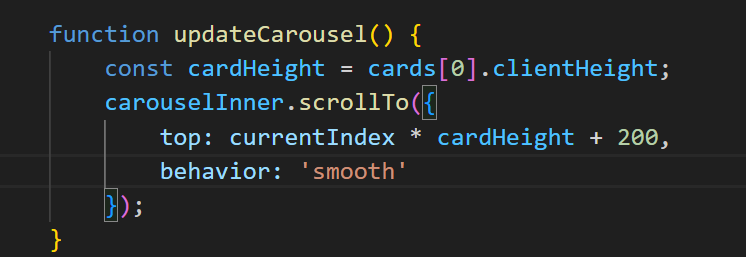 function updateCarousel() {
    const cardHeight = cards[0].clientHeight;
    carouselInner.scrollTo({
        top: currentIndex * cardHeight + 200,
        behavior: 'smooth'
    });
}